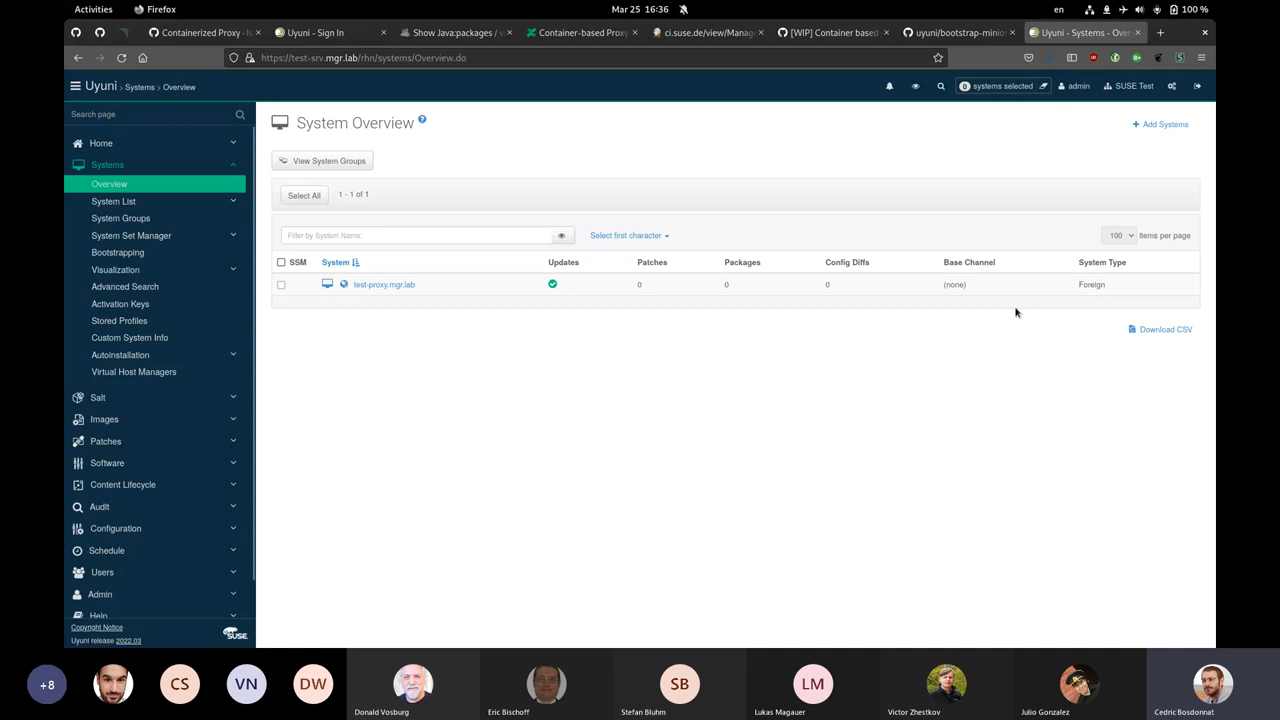 Activities
Firefox
Mar 25 16:36
en
100 %
Containerized Proxy · Is
Uyuni - Sign In
Show Java:packages / v
Container-based Proxy
ci.suse.de/view/Manag
[WIP] Container based
uyuni/bootstrap-minio
Uyuni - Systems - Over
https://test-srv.mgr.lab/rhn/systems/Overview.do
Uyuni > Systems > Overview
0 systems selected
admin
SUSE Test
Search page
Home
Systems
Overview
System List
System Groups
System Set Manager
Bootstrapping
Visualization
Advanced Search
Activation Keys
Stored Profiles
Custom System Info
Autoinstallation
Virtual Host Managers
Salt
Images
Patches
Software
Content Lifecycle
Audit
Configuration
Schedule
Users
Admin
Help
Copyright Notice
Uyuni release 2022.03
SUSE
System Overview
+ Add Systems
View System Groups
Select All
1 - 1 of 1
Filter by System Name:
Select first character
100 items per page
SSM System Updates Patches Packages Config Diffs Base Channel System Type
test-proxy.mgr.lab 0 0 0 (none) Foreign
Download CSV
+8
CS
VN
DW
SB
LM
Donald Vosburg
Eric Bischoff
Stefan Bluhm
Lukas Magauer
Victor Zhestkov
Julio Gonzalez
Cedric Bosdonnat